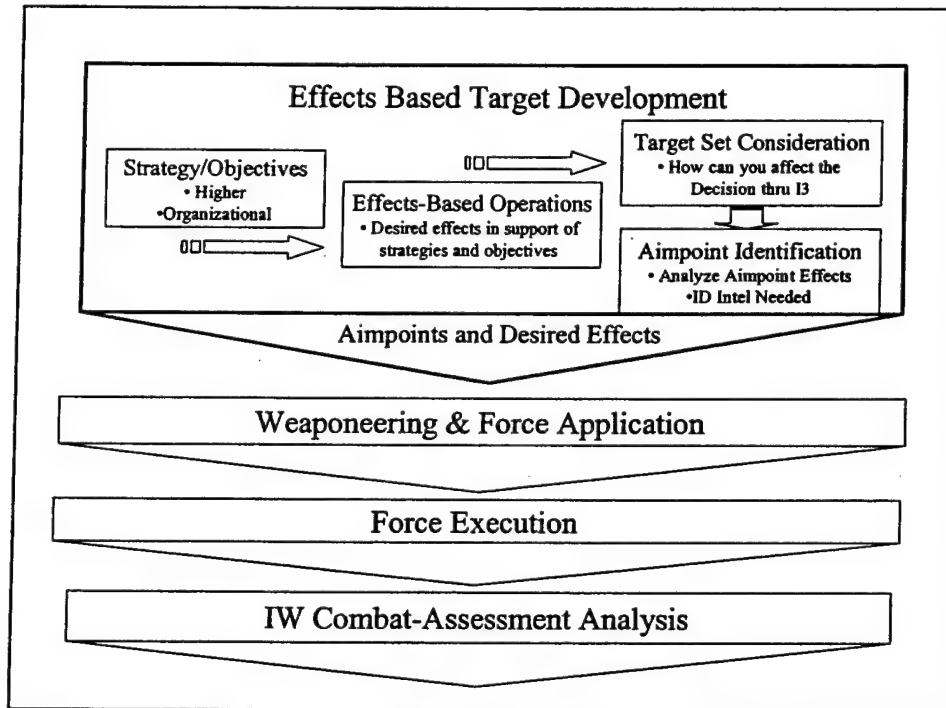 Effects Based Target Development
Strategy/Objectives
• Higher
•Organizational
Effects-Based Operations
• Desired effects in support of
strategies and objectives
Target Set Consideration
• How can you affect the
Decision thru I3
Aimpoint Identification
• Analyze Aimpoint Effects
•ID Intel Needed
Aimpoints and Desired Effects
Weaponeering & Force Application
Force Execution
IW Combat-Assessment Analysis